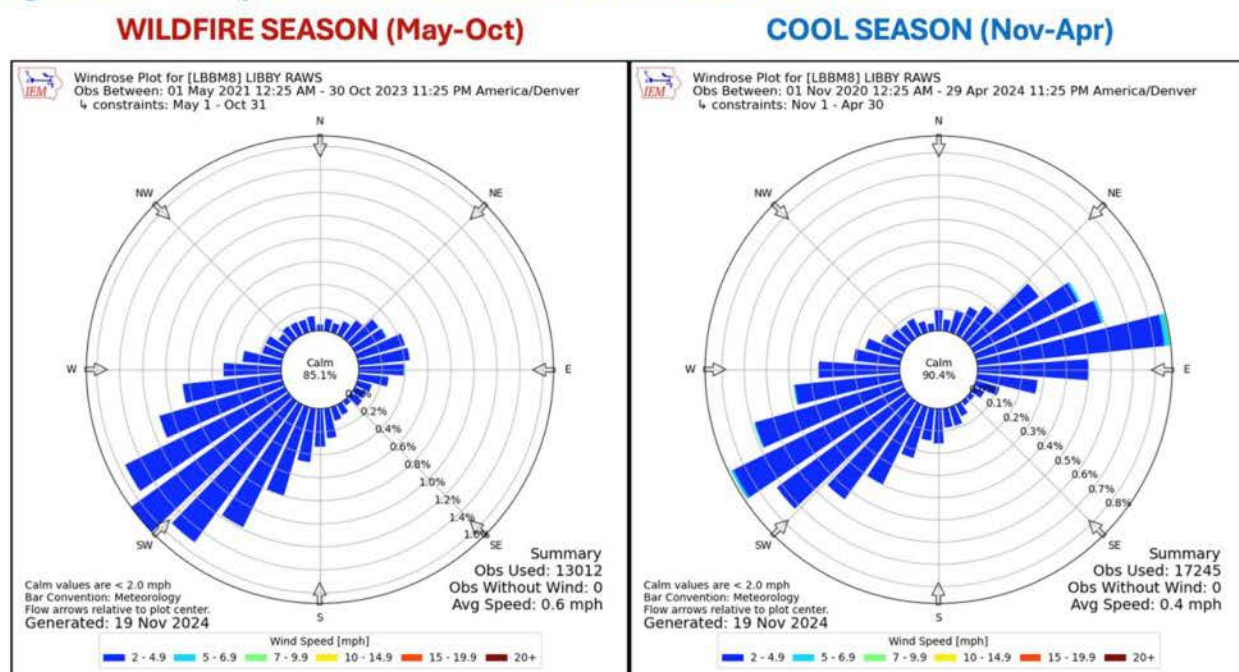 WILDFIRE SEASON (May-Oct)
COOL SEASON (Nov-Apr)
IEM
Windrose Plot for [LBBM8] LIBBY RAWS
Obs Between: 01 May 2021 12:25 AM - 30 Oct 2023 11:25 PM America/Denver
↳ constraints: May 1 - Oct 31
N
NW
NE
W
Calm
85.1%
E
0.2%
0.4%
0.6%
0.8%
1.0%
1.2%
1.4%
1.6%
SW
SE
S
Summary
Obs Used: 13012
Obs Without Wind: 0
Avg Speed: 0.6 mph
Calm values are < 2.0 mph
Bar Convention: Meteorology
Flow arrows relative to plot center.
Generated: 19 Nov 2024
Wind Speed [mph]
2 - 4.9
5 - 6.9
7 - 9.9
10 - 14.9
15 - 19.9
20+
IEM
Windrose Plot for [LBBM8] LIBBY RAWS
Obs Between: 01 Nov 2020 12:25 AM - 29 Apr 2024 11:25 PM America/Denver
↳ constraints: Nov 1 - Apr 30
N
NW
NE
W
Calm
90.4%
E
0.1%
0.2%
0.3%
0.4%
0.5%
0.6%
0.7%
0.8%
SW
SE
S
Summary
Obs Used: 17245
Obs Without Wind: 0
Avg Speed: 0.4 mph
Calm values are < 2.0 mph
Bar Convention: Meteorology
Flow arrows relative to plot center.
Generated: 19 Nov 2024
Wind Speed [mph]
2 - 4.9
5 - 6.9
7 - 9.9
10 - 14.9
15 - 19.9
20+